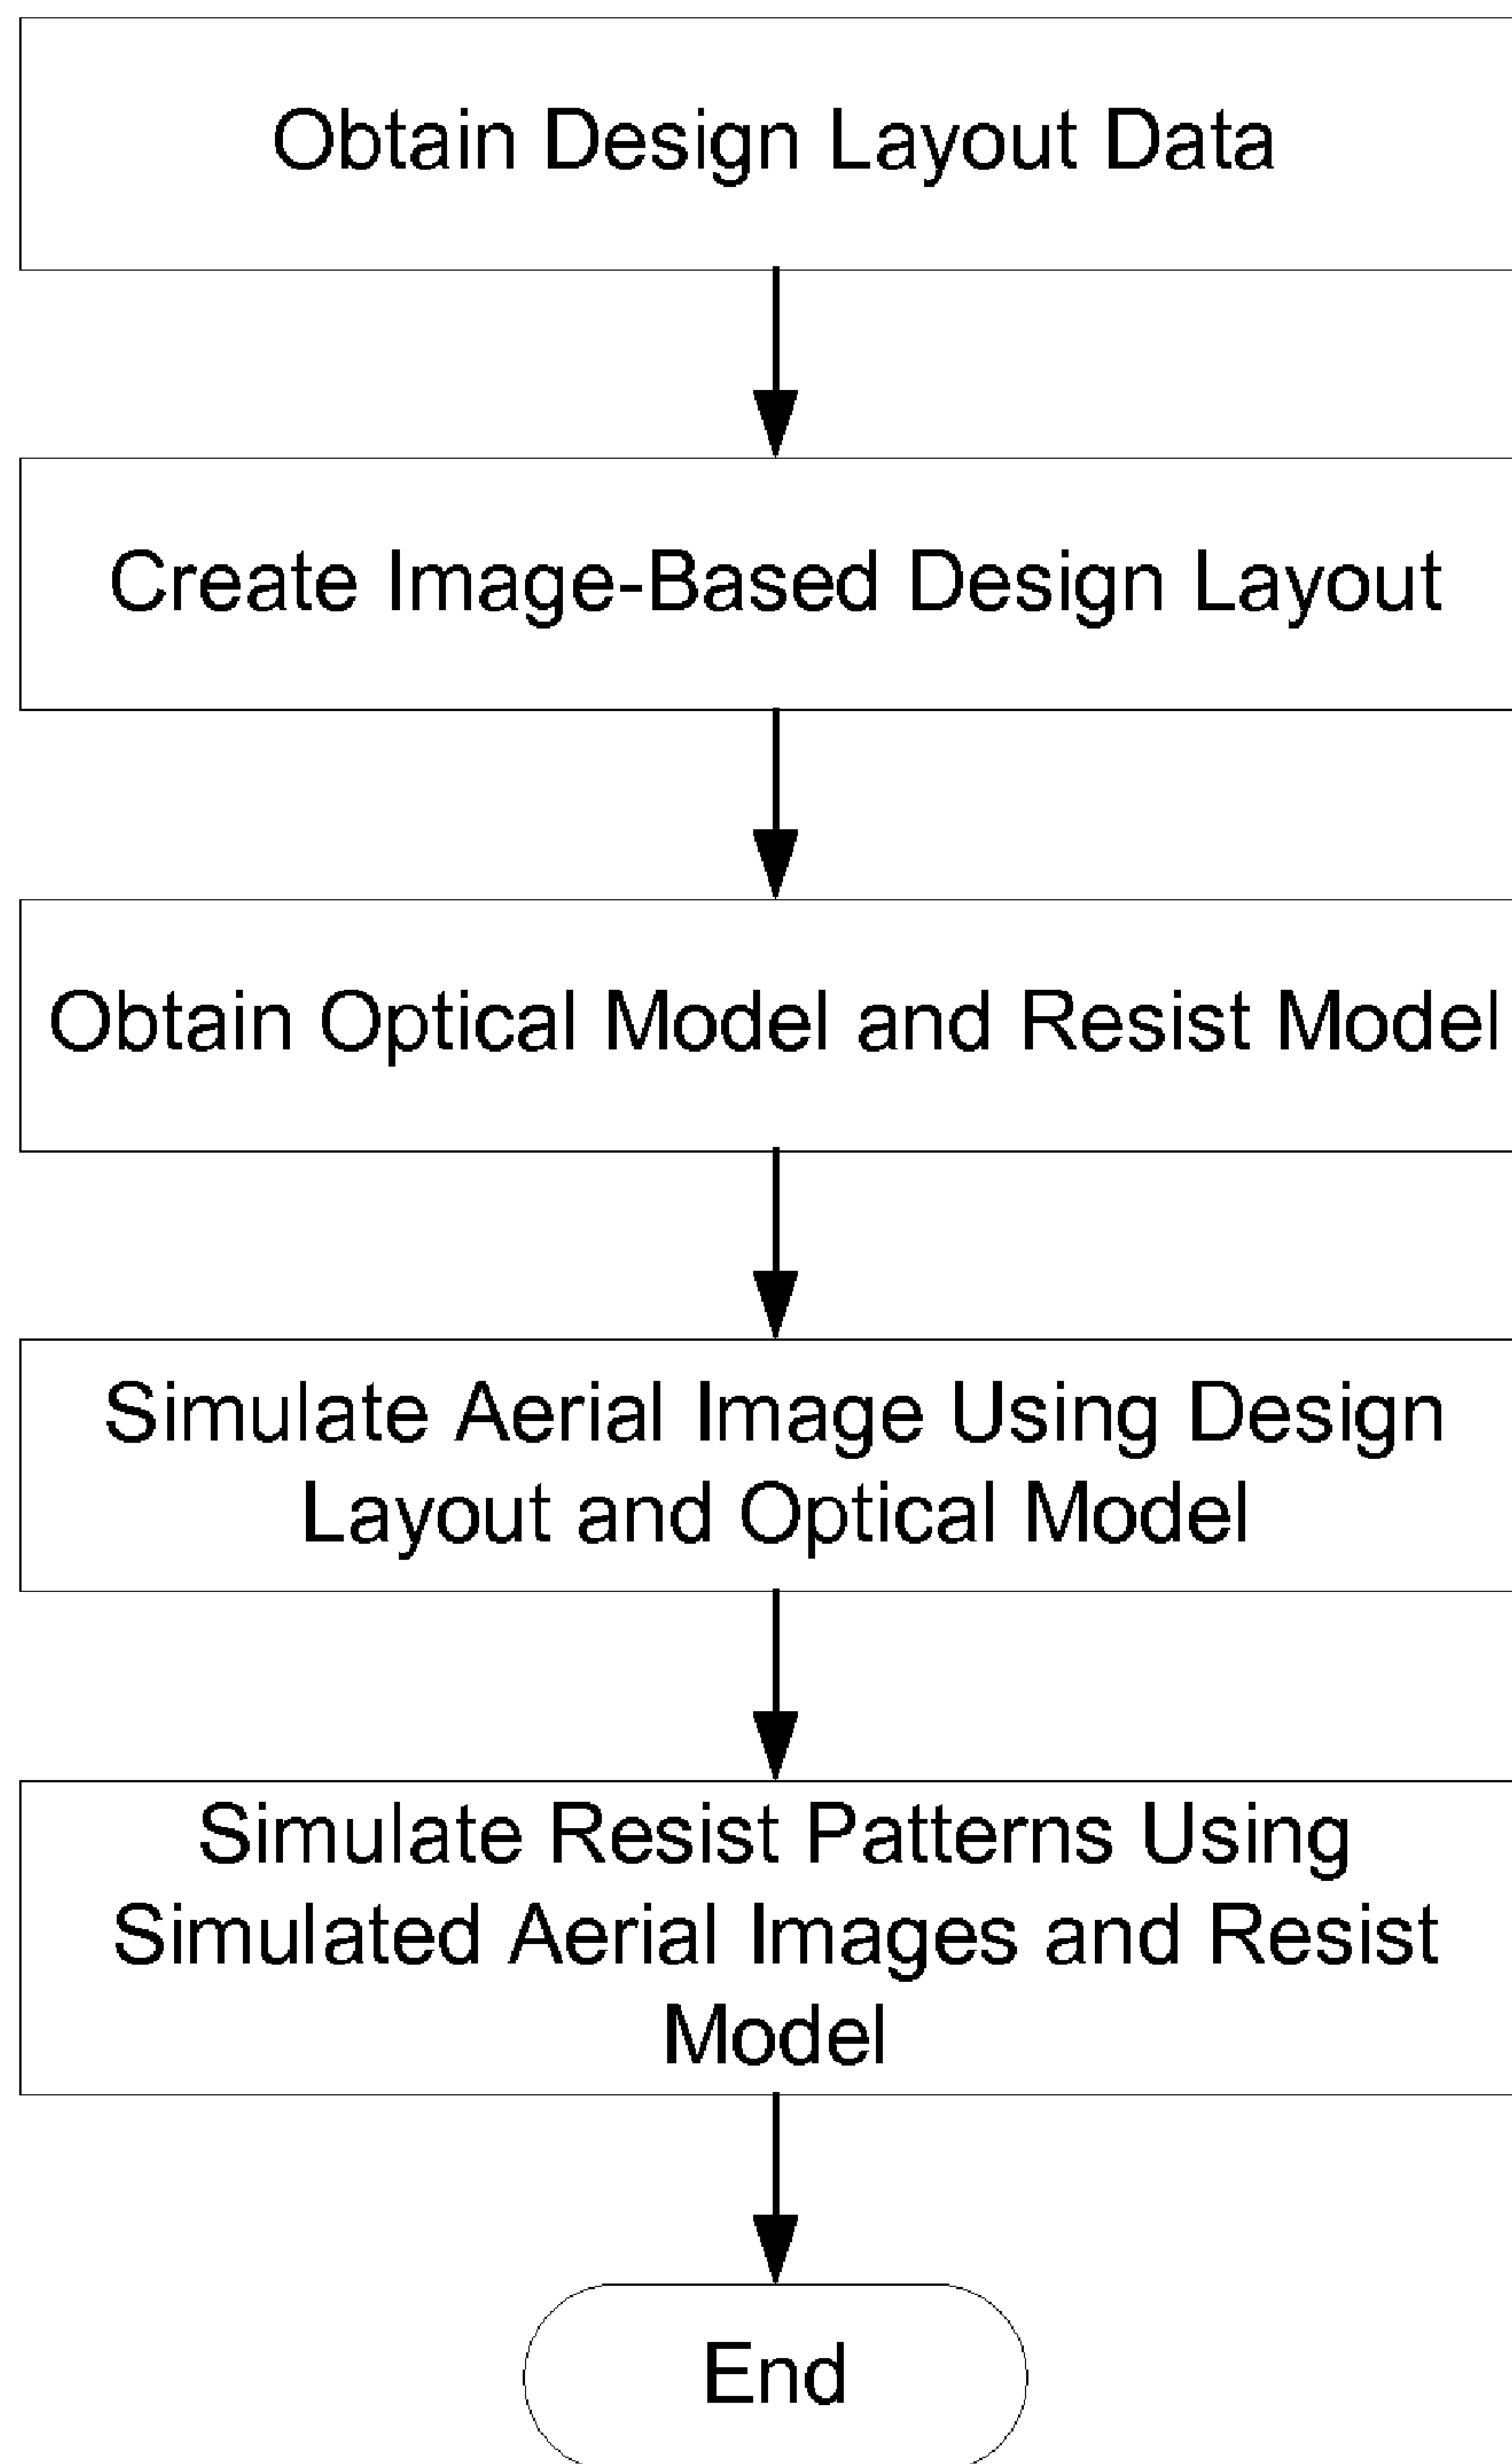 Obtain Design Layout Data
Create Image-Based Design Layout
Obtain Optical Model and Resist Model
Simulate Aerial Image Using Design
Layout and Optical Model
Simulate Resist Patterns Using
Simulated Aerial Images and Resist
Model
End